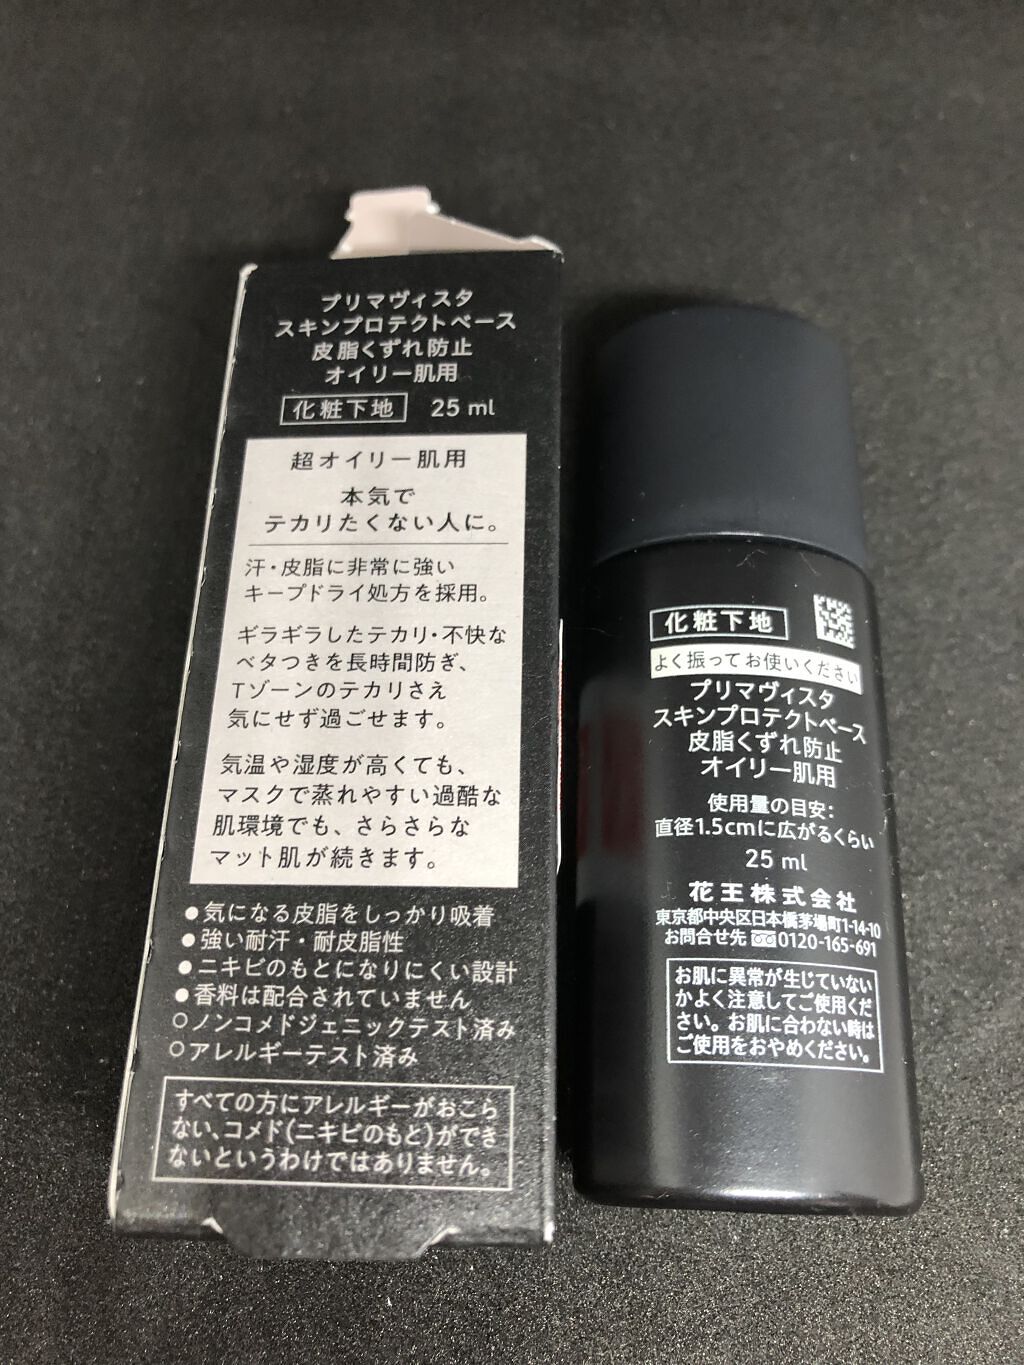 プリマヴィスタ
スキンプロテクトベース
皮脂くずれ防止
オイリー肌用
化粧下地 25 ml
超オイリー肌用
本気で
テカリたくない人に。
汗・皮脂に非常に強い
キープドライ処方を採用。
ギラギラしたテカリ・不快な
ベタつきを長時間防ぎ、
Tゾーンのテカリさえ
気にせず過ごせます。
気温や湿度が高くても、
マスクで蒸れやすい過酷な
肌環境でも、さらさらな
マット肌が続きます。
●気になる皮脂をしっかり吸着
●強い耐汗・耐皮脂性
●ニキビのもとになりにくい設計
●香料は配合されていません
○ノンコメドジェニックテスト済み
○アレルギーテスト済み
すべての方にアレルギーがおこら
ない、コメド(ニキビのもと)ができ
ないというわけではありません。
化粧下地
よく振ってお使いください
プリマヴィスタ
スキンプロテクトベース
皮脂くずれ防止
オイリー肌用
使用量の目安:
直径1.5cmに広がるくらい
25 ml
花王株式会社
東京都中央区日本橋茅場町1-14-10
お問合せ先 0120-165-691
お肌に異常が生じていない
かよく注意してご使用くだ
さい。お肌に合わない時は
ご使用をおやめください。